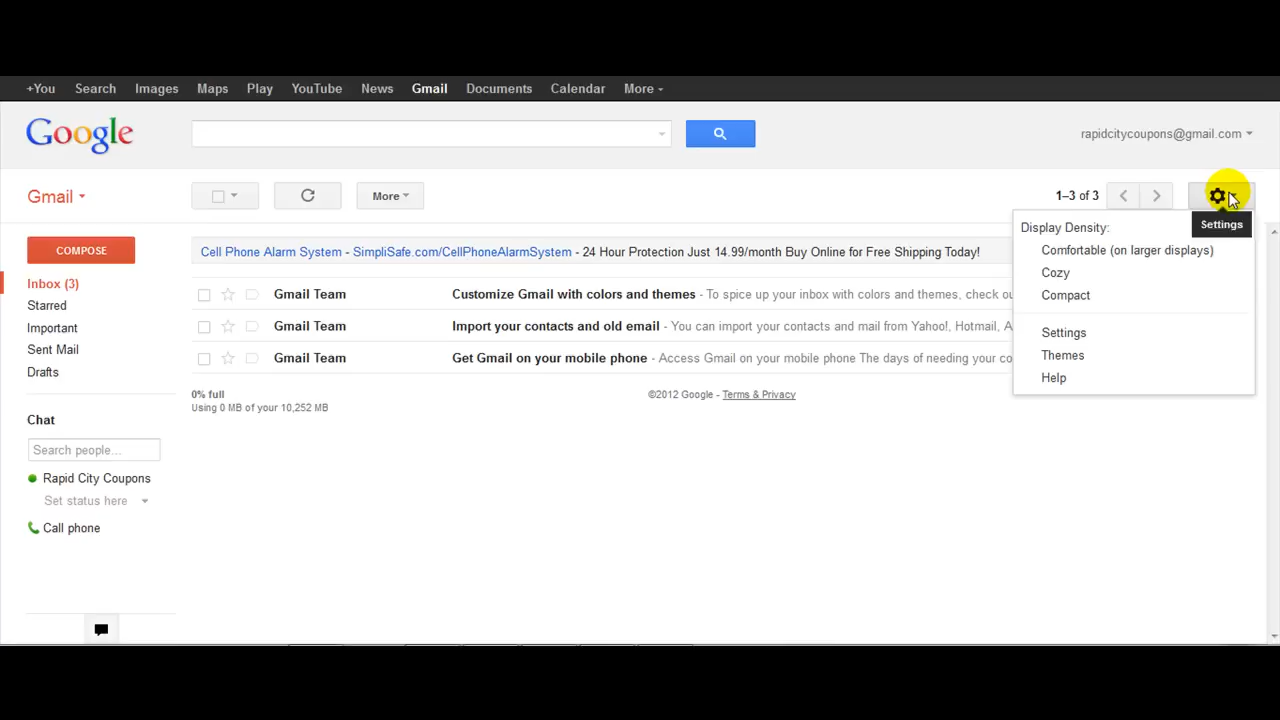 +You Search Images Maps Play YouTube News Gmail Documents Calendar More
Google
rapidcitycoupons@gmail.com
Gmail
More
1–3 of 3
Settings
COMPOSE
Inbox (3)
Starred
Important
Sent Mail
Drafts
Chat
Search people...
Rapid City Coupons
Set status here
Call phone
Cell Phone Alarm System - SimpliSafe.com/CellPhoneAlarmSystem - 24 Hour Protection Just 14.99/month Buy Online for Free Shipping Today!
Gmail Team Customize Gmail with colors and themes - To spice up your inbox with colors and themes, check ou
Gmail Team Import your contacts and old email - You can import your contacts and mail from Yahoo!, Hotmail,
Gmail Team Get Gmail on your mobile phone - Access Gmail on your mobile phone The days of needing your co
0% full
Using 0 MB of your 10,252 MB
©2012 Google - Terms & Privacy
Display Density:
Comfortable (on larger displays)
Cozy
Compact
Settings
Themes
Help